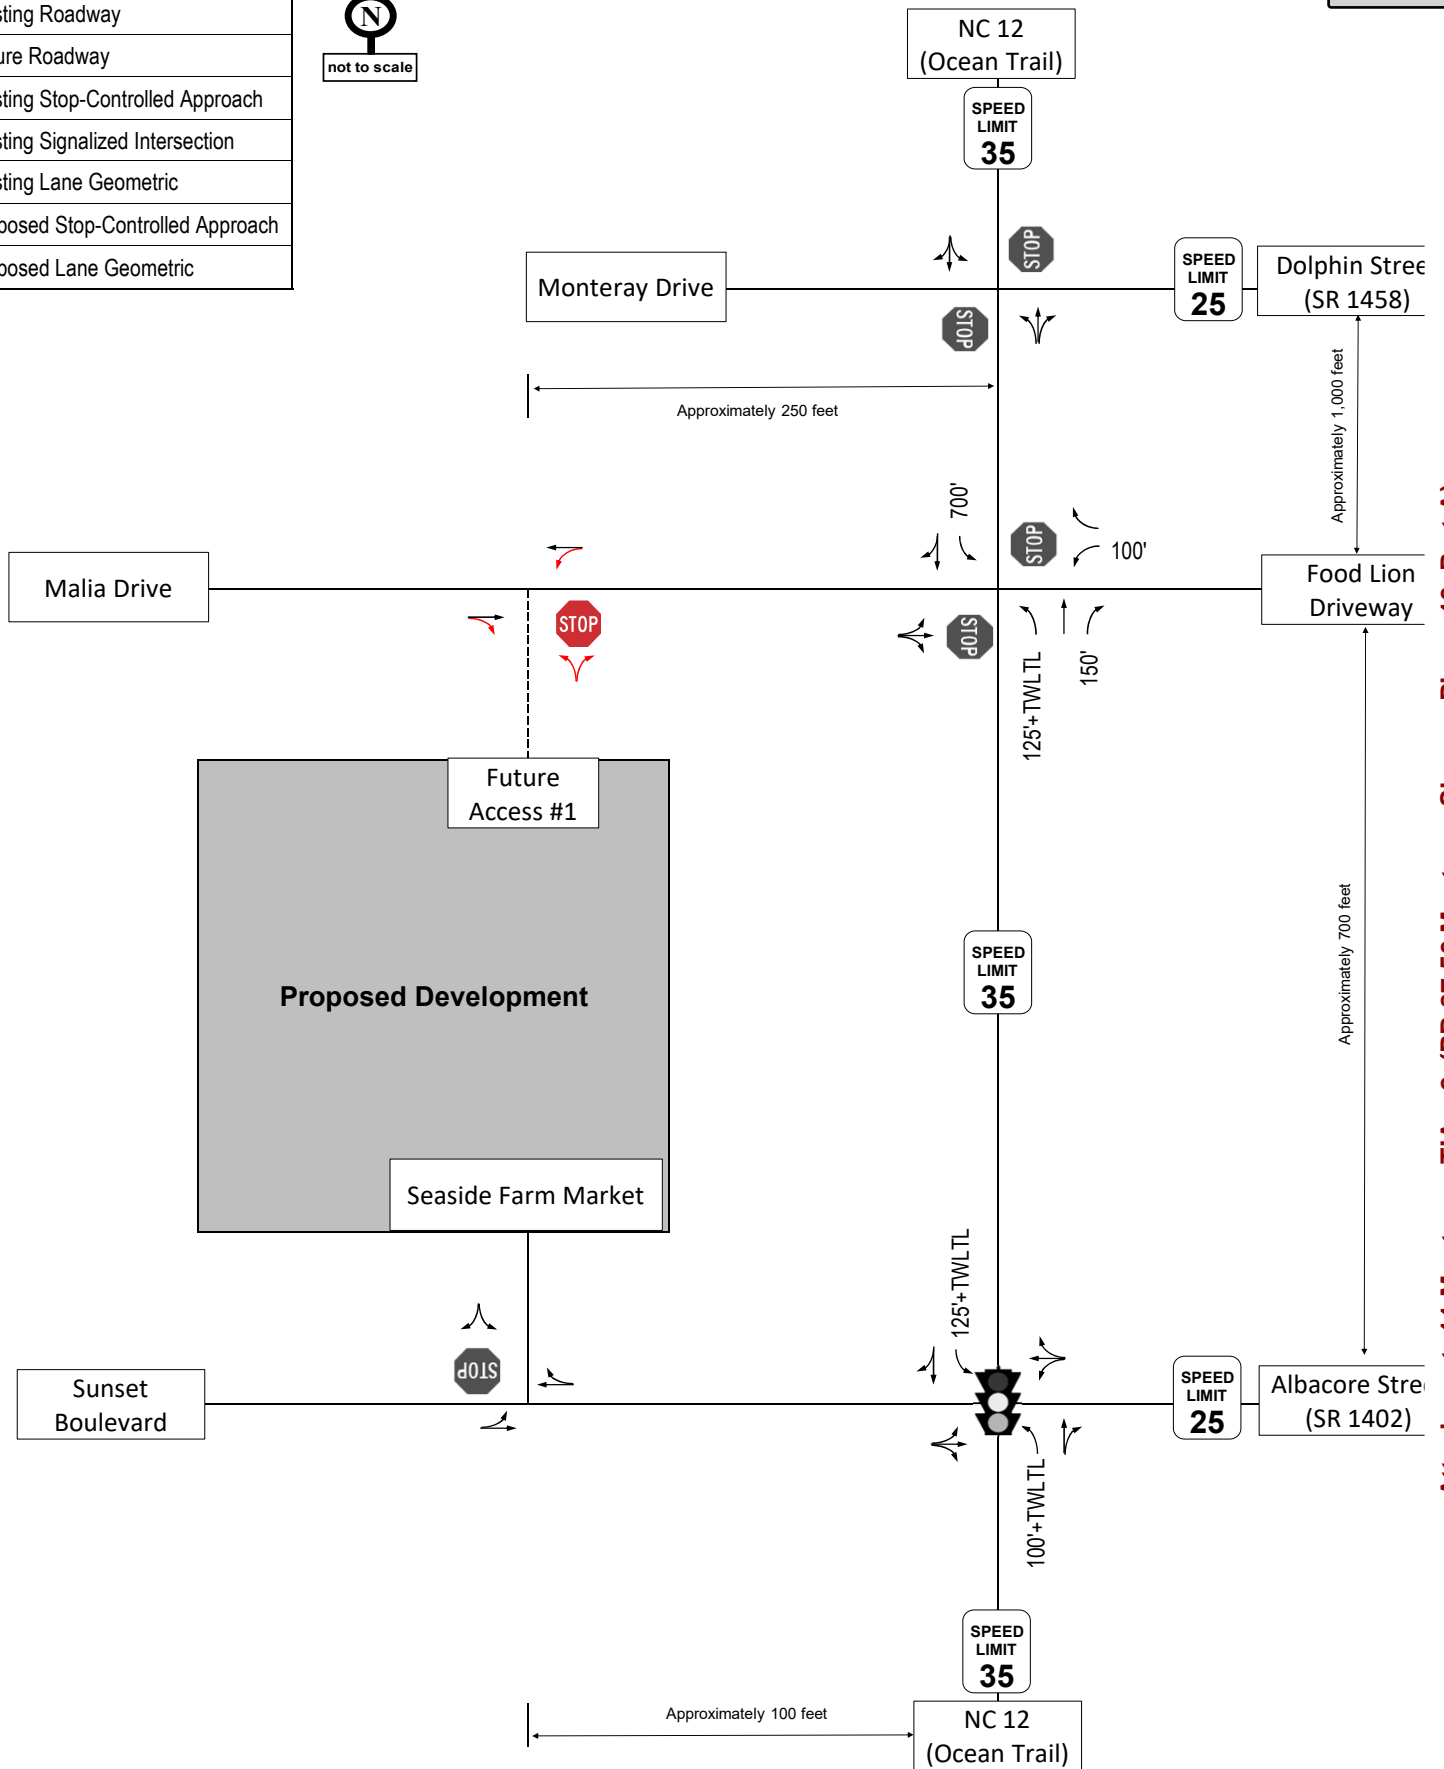 N
not to scale
sting Roadway
ure Roadway
sting Stop-Controlled Approach
sting Signalized Intersection
sting Lane Geometric
posed Stop-Controlled Approach
posed Lane Geometric
NC 12
(Ocean Trail)
SPEED
LIMIT
35
STOP
Monteray Drive
SPEED
LIMIT
25
Dolphin Stree
(SR 1458)
STOP
Approximately 250 feet
Approximately 1,000 feet
700'
STOP
100'
Malia Drive
Food Lion
Driveway
STOP
STOP
125'+TWLTL
150'
Future
Access #1
Proposed Development
SPEED
LIMIT
35
Approximately 700 feet
Seaside Farm Market
125'+TWLTL
STOP
Sunset
Boulevard
SPEED
LIMIT
25
Albacore Stre
(SR 1402)
100'+TWLTL
SPEED
LIMIT
35
Approximately 100 feet
NC 12
(Ocean Trail)